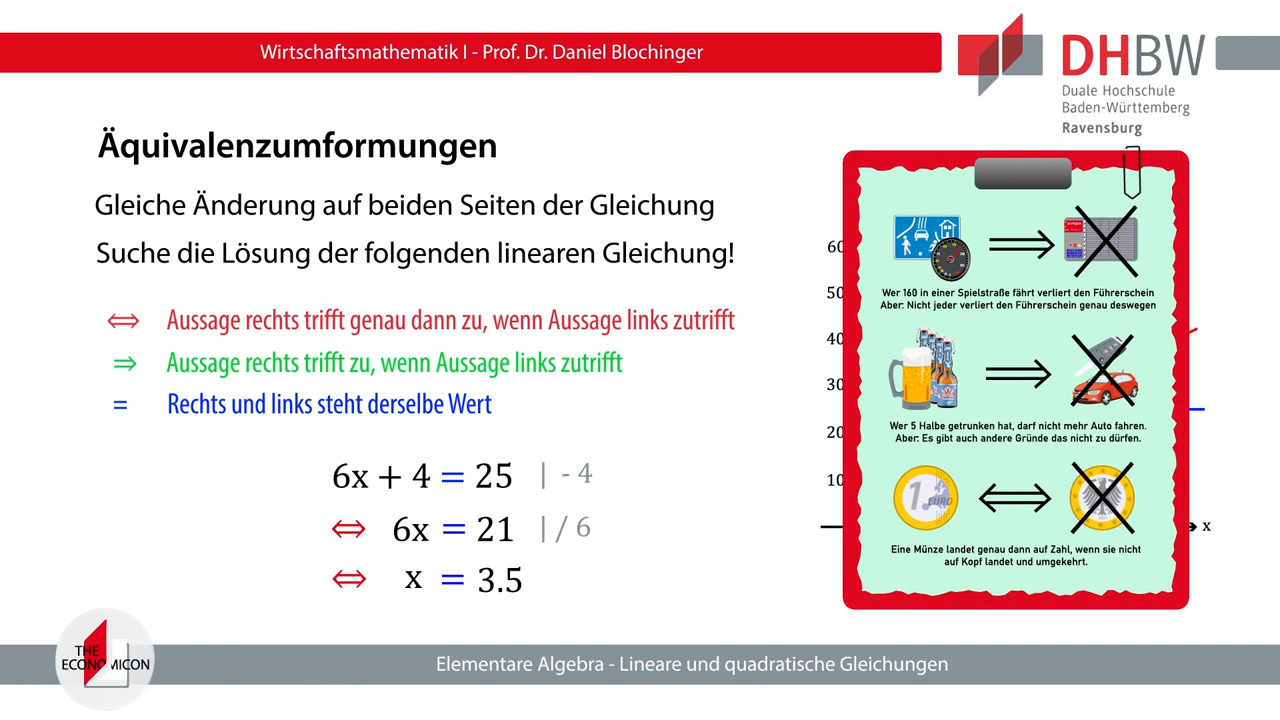 Wirtschaftsmathematik I - Prof. Dr. Daniel Blochinger
DHBW
Duale Hochschule
Baden-Württemberg
Ravensburg
Äquivalenzumformungen
Gleiche Änderung auf beiden Seiten der Gleichung
Suche die Lösung der folgenden linearen Gleichung!
⇔ Aussage rechts trifft genau dann zu, wenn Aussage links zutrifft
⇒ Aussage rechts trifft zu, wenn Aussage links zutrifft
= Rechts und links steht derselbe Wert
6x + 4 = 25 | - 4
⇔ 6x = 21 | / 6
⇔ x = 3.5
60
50
40
30
20
10
x
Wer 160 in einer Spielstraße fährt verliert den Führerschein
Aber: Nicht jeder verliert den Führerschein genau deswegen
Wer 5 Halbe getrunken hat, darf nicht mehr Auto fahren.
Aber: Es gibt auch andere Gründe das nicht zu dürfen.
1 EURO
Eine Münze landet genau dann auf Zahl, wenn sie nicht
auf Kopf landet und umgekehrt.
THE
ECONOMICON
Elementare Algebra - Lineare und quadratische Gleichungen